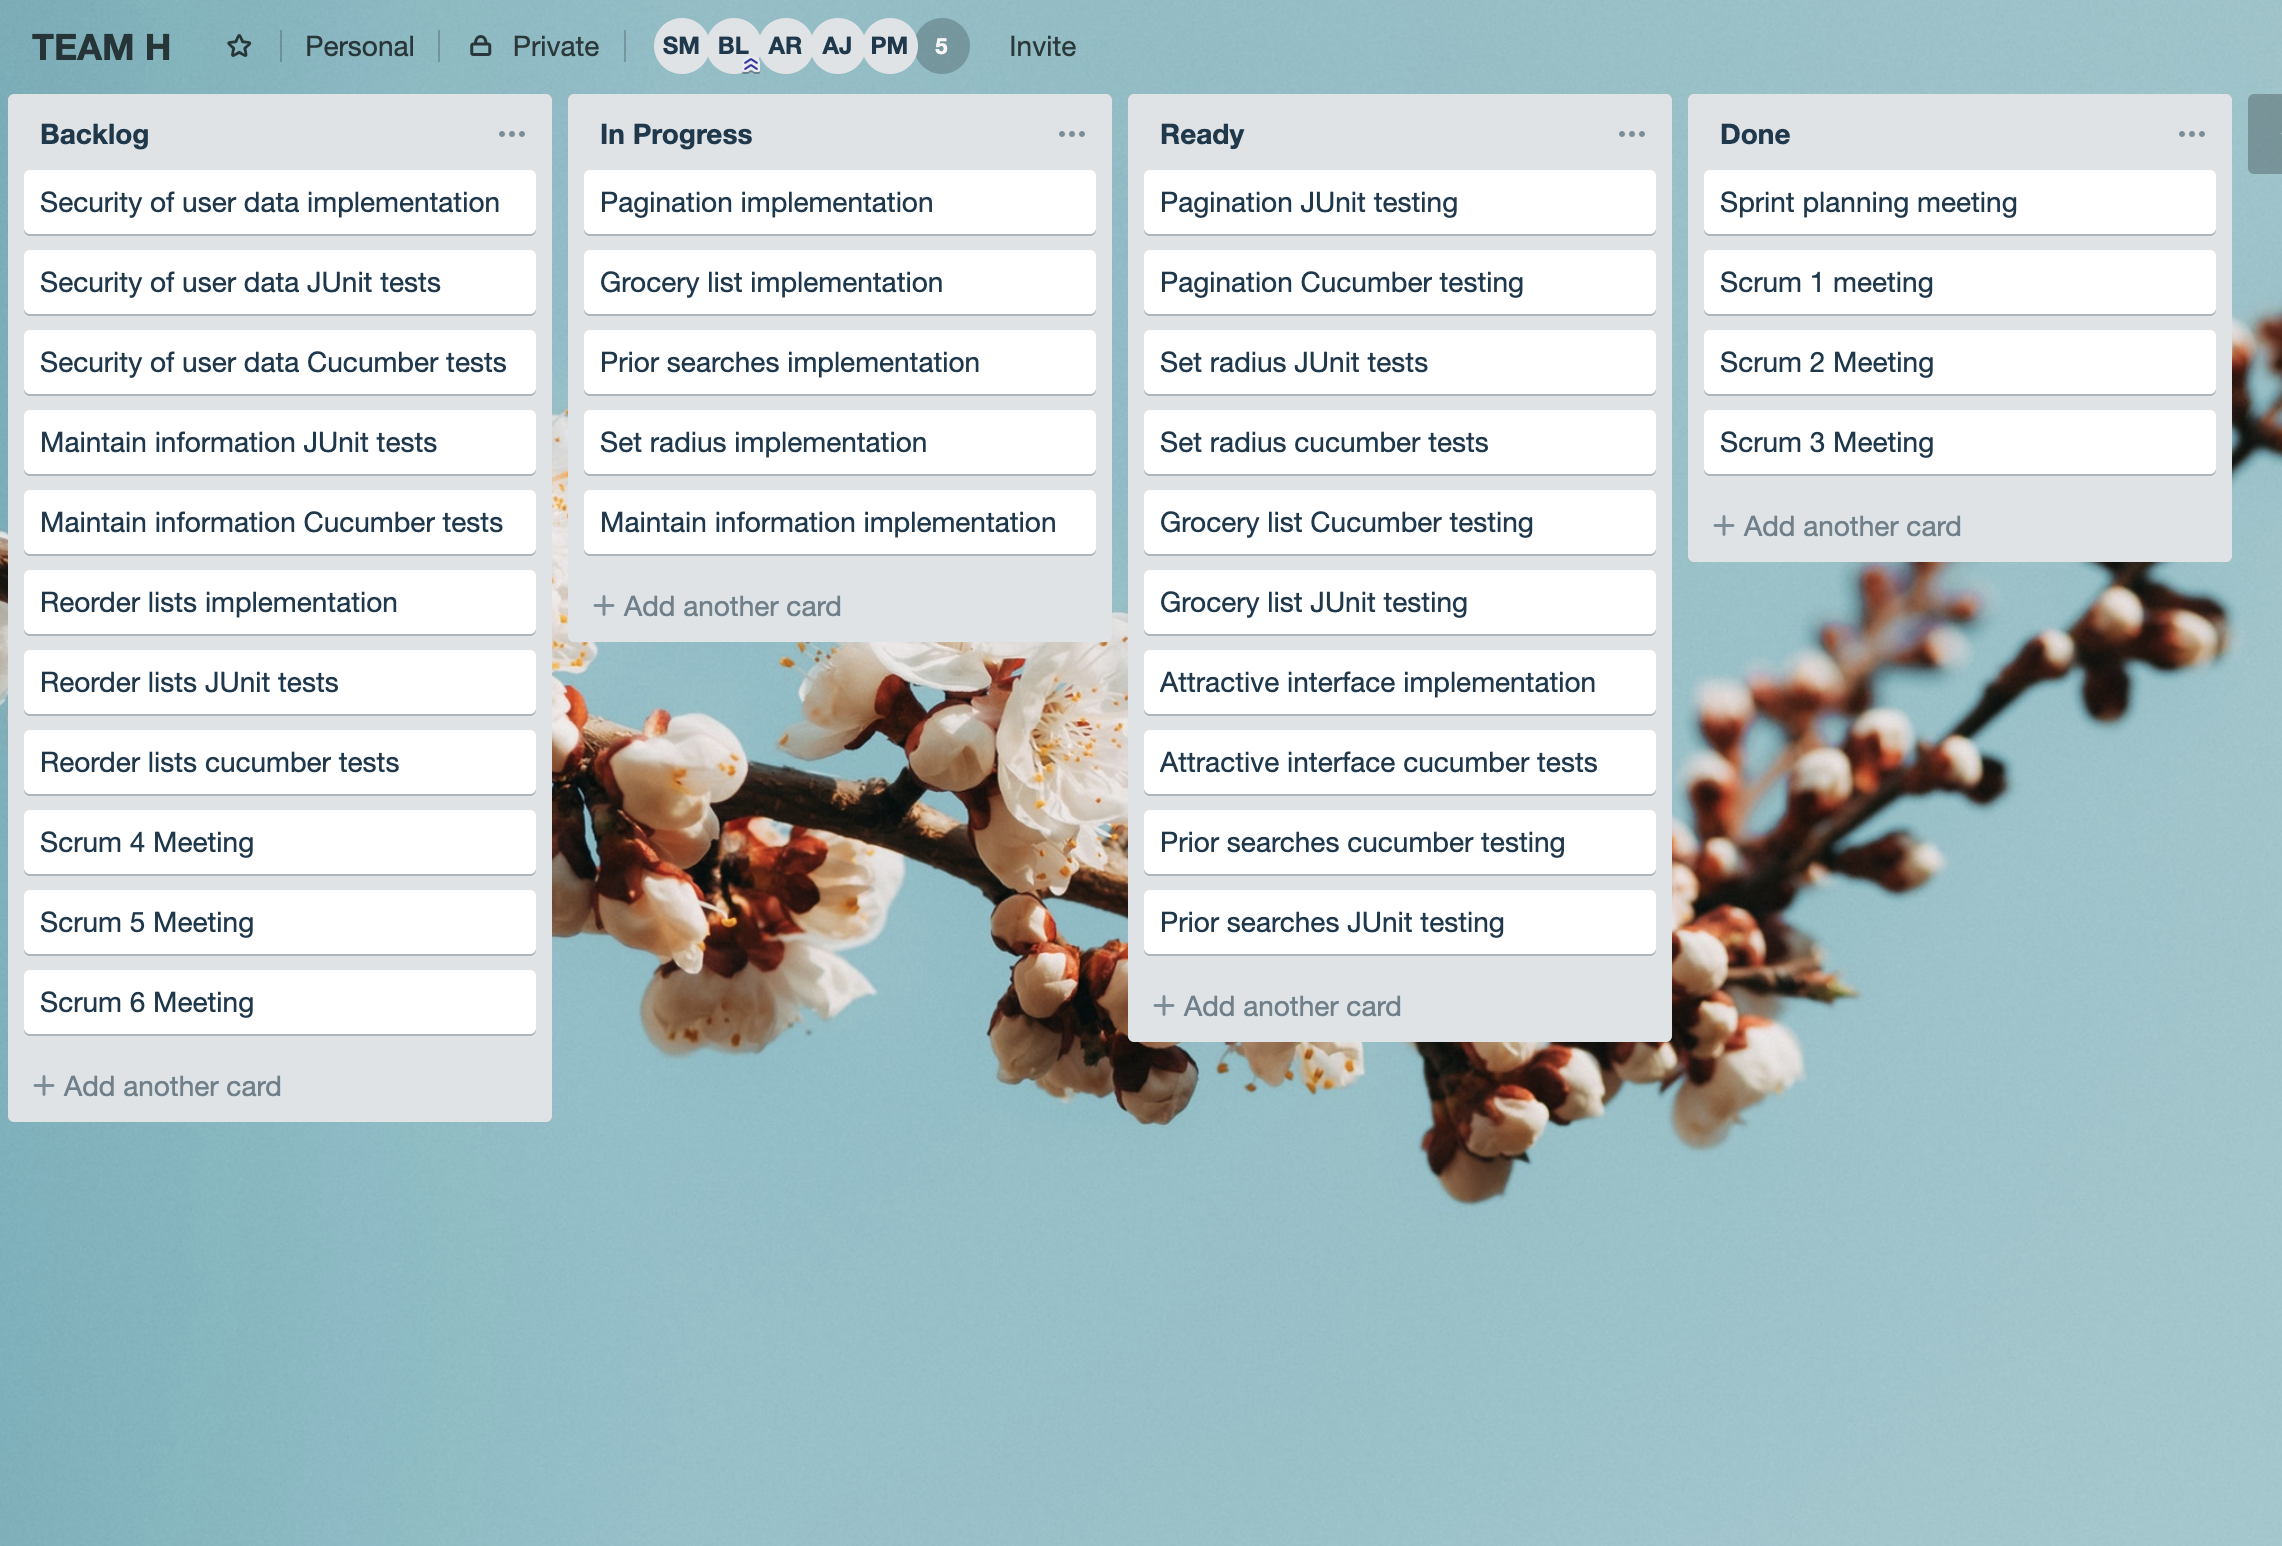 TEAM H
Personal
Private
SM BL AR AJ PM 5
Invite
Backlog
Security of user data implementation
Security of user data JUnit tests
Security of user data Cucumber tests
Maintain information JUnit tests
Maintain information Cucumber tests
Reorder lists implementation
Reorder lists JUnit tests
Reorder lists cucumber tests
Scrum 4 Meeting
Scrum 5 Meeting
Scrum 6 Meeting
+ Add another card
In Progress
Pagination implementation
Grocery list implementation
Prior searches implementation
Set radius implementation
Maintain information implementation
+ Add another card
Ready
Pagination JUnit testing
Pagination Cucumber testing
Set radius JUnit tests
Set radius cucumber tests
Grocery list Cucumber testing
Grocery list JUnit testing
Attractive interface implementation
Attractive interface cucumber tests
Prior searches cucumber testing
Prior searches JUnit testing
+ Add another card
Done
Sprint planning meeting
Scrum 1 meeting
Scrum 2 Meeting
Scrum 3 Meeting
+ Add another card